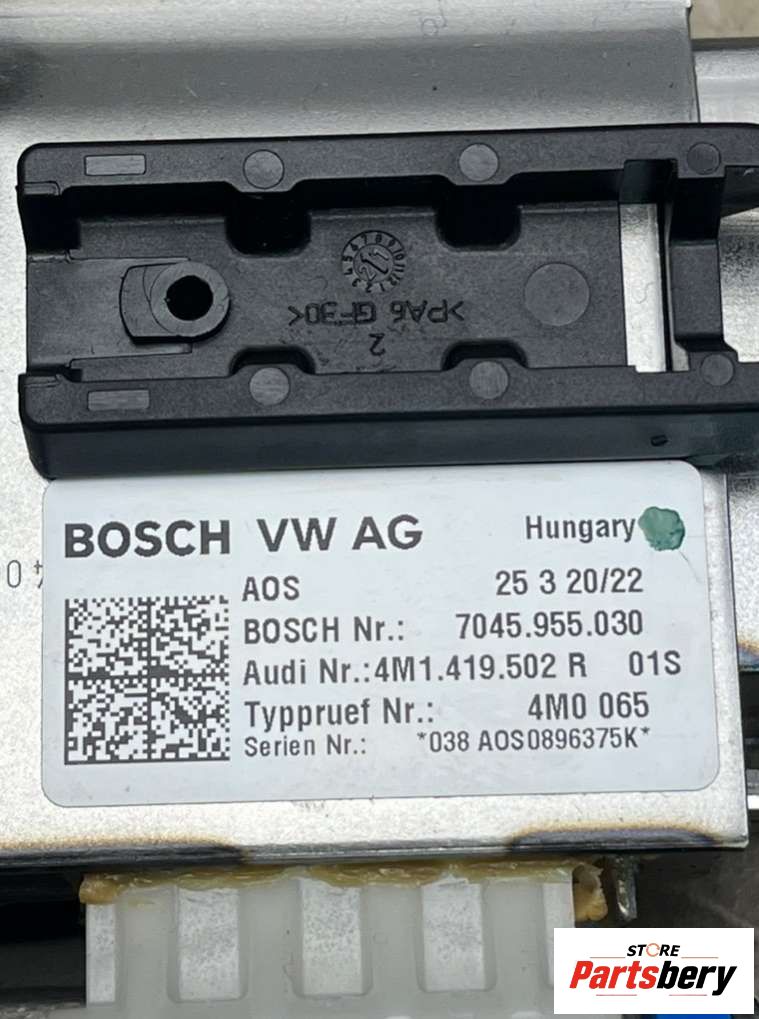 >PA6 GF30<
2
BOSCH VW AG Hungary
AOS 25 3 20/22
BOSCH Nr.: 7045.955.030
Audi Nr.:4M1.419.502 R 01S
Typpruef Nr.: 4M0 065
Serien Nr.: *038 AOS0896375K*
STORE
Partsbery